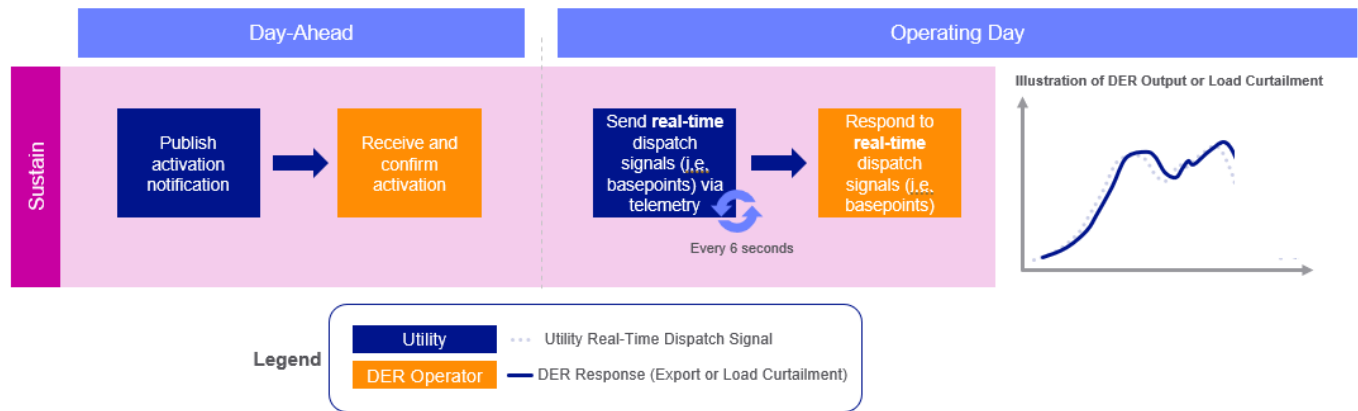 Day-Ahead
Operating Day
Sustain
Publish
activation
notification
Receive and
confirm
activation
Send real-time
dispatch
signals (i.e.
basepoints) via
telemetry
Every 6 seconds
Respond to
real-time
dispatch
signals (i.e.
basepoints)
Illustration of DER Output or Load Curtailment
Legend
Utility
Utility Real-Time Dispatch Signal
DER Operator
DER Response (Export or Load Curtailment)